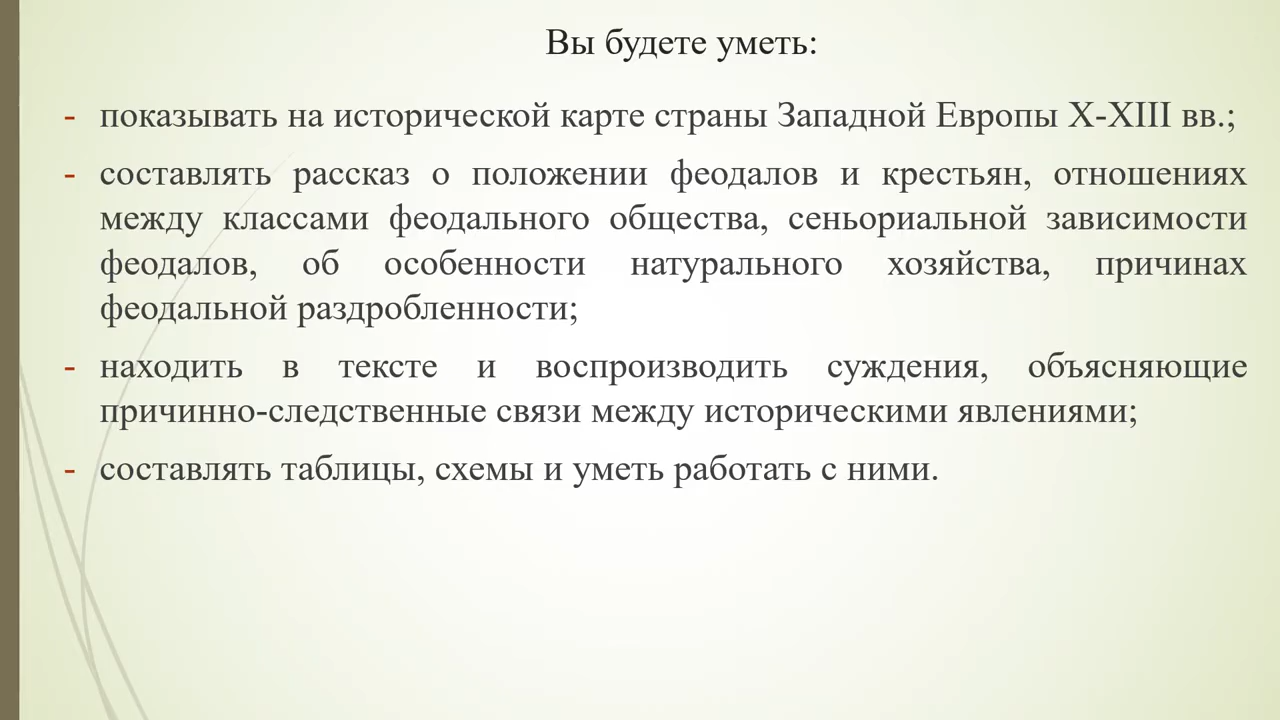 Вы будете уметь:
- показывать на исторической карте страны Западной Европы X-XIII вв.;
- составлять рассказ о положении феодалов и крестьян, отношениях
между классами феодального общества, сеньориальной зависимости
феодалов, об особенности натурального хозяйства, причинах
феодальной раздробленности;
- находить в тексте и воспроизводить суждения, объясняющие
причинно-следственные связи между историческими явлениями;
- составлять таблицы, схемы и уметь работать с ними.